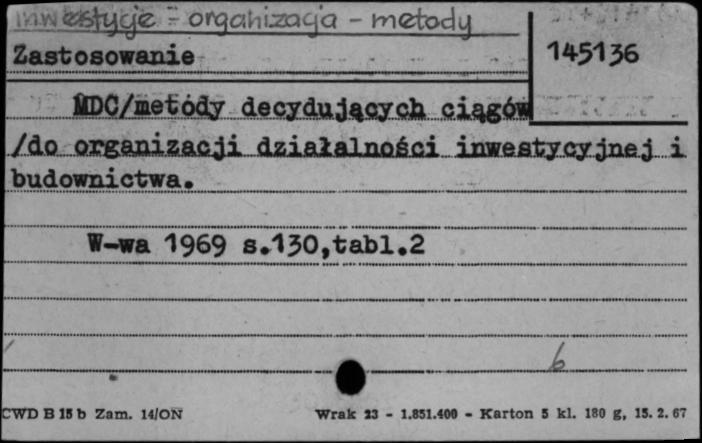 inwestycje - organizacja - metody
Zastosowanie
145136
MDC/metody decydujących ciągów
/do organizacji działalności inwestycyjnej i
budownictwa.
W-wa 1969 s.130,tabl.2
6
CWD B 15 b Zam. 14/ON
Wrak 23 - 1.851.400 - Karton 5 kl. 180 g, 15. 2. 67